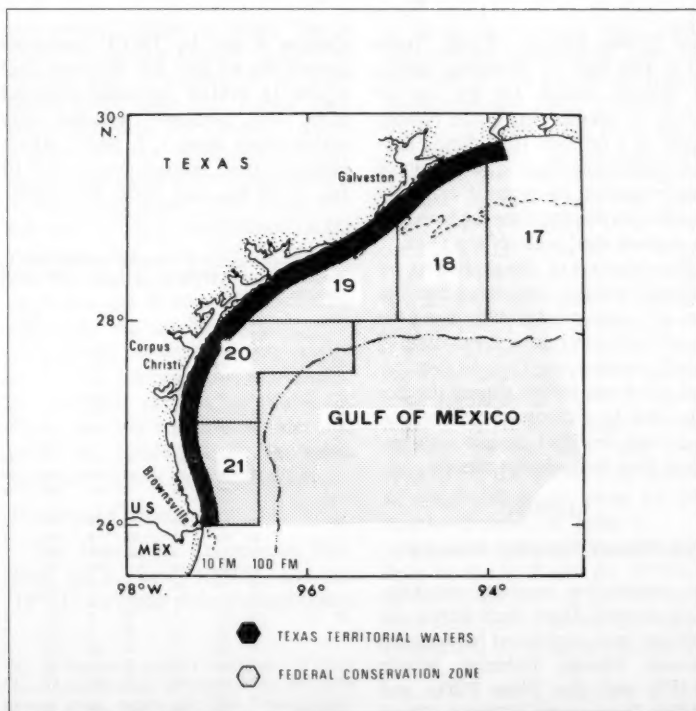 30°
N.
TEXAS
Galveston
17
18
19
28°
Corpus
Christi
20
GULF OF MEXICO
21
Brownsville
US
26°
MEX
10 FM 100 FM
98°W 96° 94°
TEXAS TERRITORIAL WATERS
FEDERAL CONSERVATION ZONE